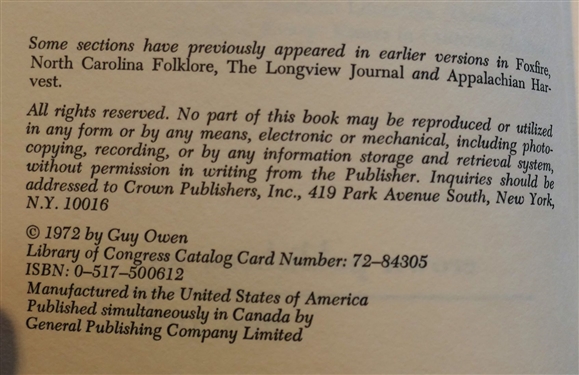 Some sections have previously appeared in earlier versions in Foxfire,
North Carolina Folklore, The Longview Journal and Appalachian Har-
vest.
All rights reserved. No part of this book may be reproduced or utilized
in any form or by any means, electronic or mechanical, including photo-
copying, recording, or by any information storage and retrieval system,
without permission in writing from the Publisher. Inquiries should be
addressed to Crown Publishers, Inc., 419 Park Avenue South, New York,
N.Y. 10016
© 1972 by Guy Owen
Library of Congress Catalog Card Number: 72–84305
ISBN: 0–517–500612
Manufactured in the United States of America
Published simultaneously in Canada by
General Publishing Company Limited